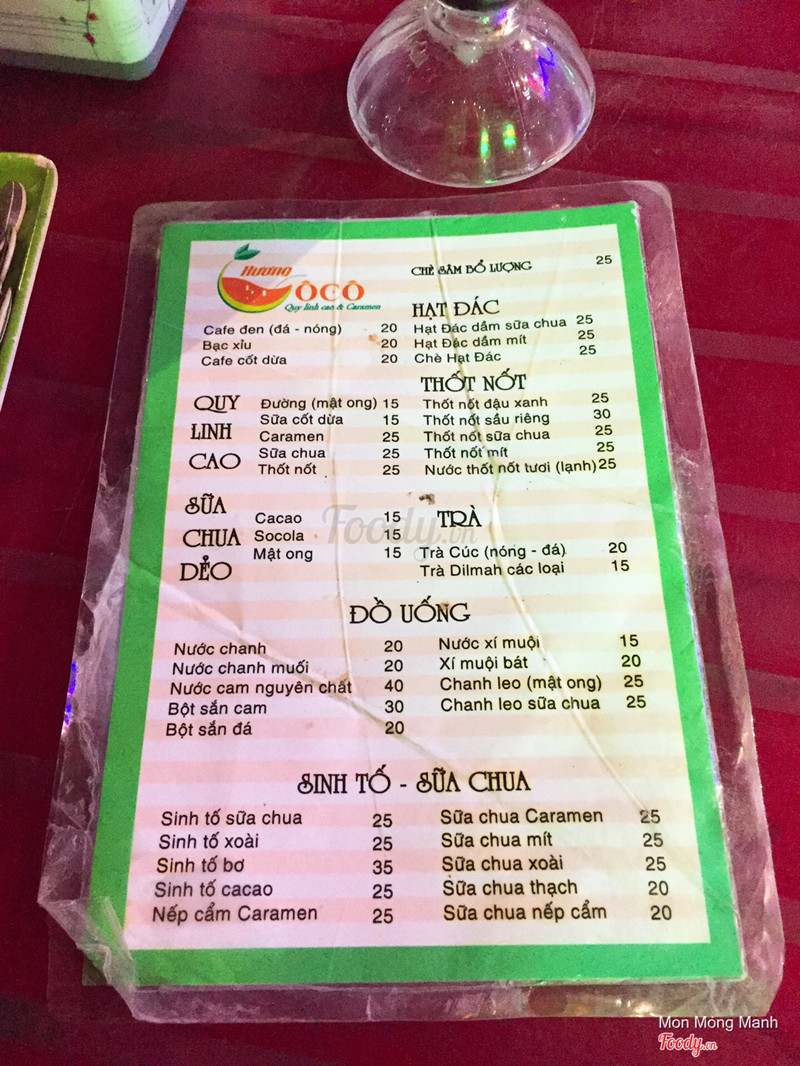 Hương
CÔCÔ
Quy linh cao & Caramen
Cafe đen (đá - nóng) 20
Bạc xỉu 20
Cafe cốt dừa 20
QUY LINH CAO
Đường (mật ong) 15
Sữa cốt dừa 15
Caramen 25
Sữa chua 25
Thốt nốt 25
SỮA CHUA DẺO
Cacao 15
Socola 15
Mật ong 15
CHÈ SÂM BỔ LƯỢNG 25
HẠT ĐÁC
Hạt Đác dầm sữa chua 25
Hạt Đác dầm mít 25
Chè Hạt Đác 25
THỐT NỐT
Thốt nốt đậu xanh 25
Thốt nốt sầu riêng 30
Thốt nốt sữa chua 25
Thốt nốt mít 25
Nước thốt nốt tươi (lạnh) 25
TRÀ
Trà Cúc (nóng - đá) 20
Trà Dilmah các loại 15
Foody.vn
ĐỒ UỐNG
Nước chanh 20
Nước chanh muối 20
Nước cam nguyên chất 40
Bột sắn cam 30
Bột sắn đá 20
Nước xí muội 15
Xí muội bát 20
Chanh leo (mật ong) 25
Chanh leo sữa chua 25
SINH TỐ - SỮA CHUA
Sinh tố sữa chua 25
Sinh tố xoài 25
Sinh tố bơ 35
Sinh tố cacao 25
Nếp cẩm Caramen 25
Sữa chua Caramen 25
Sữa chua mít 25
Sữa chua xoài 25
Sữa chua thạch 20
Sữa chua nếp cẩm 20
Mon Mỏng Manh
Foody.vn